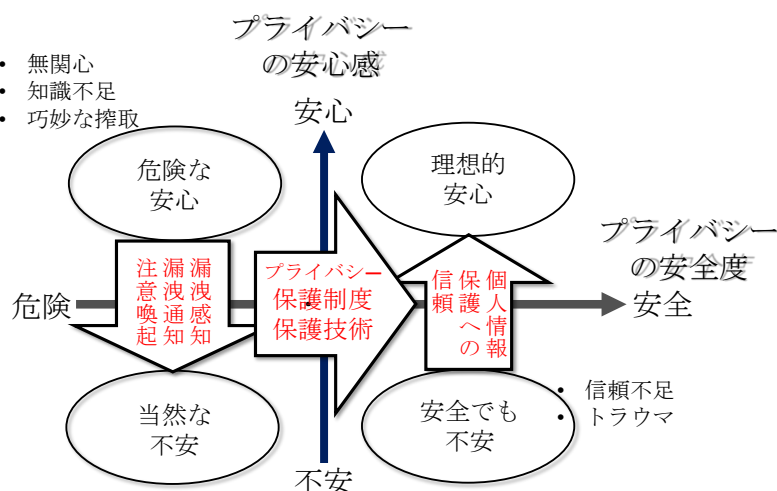 プライバシー
の安心感
• 無関心
• 知識不足
• 巧妙な搾取
安心
危険な
安心
理想的
安心
プライバシー
の安全度
危険
安全
漏洩感知
漏洩通知
注意喚起
プライバシー
保護制度
保護技術
個人情報
保護への
信頼
当然な
不安
安全でも
不安
• 信頼不足
• トラウマ
不安